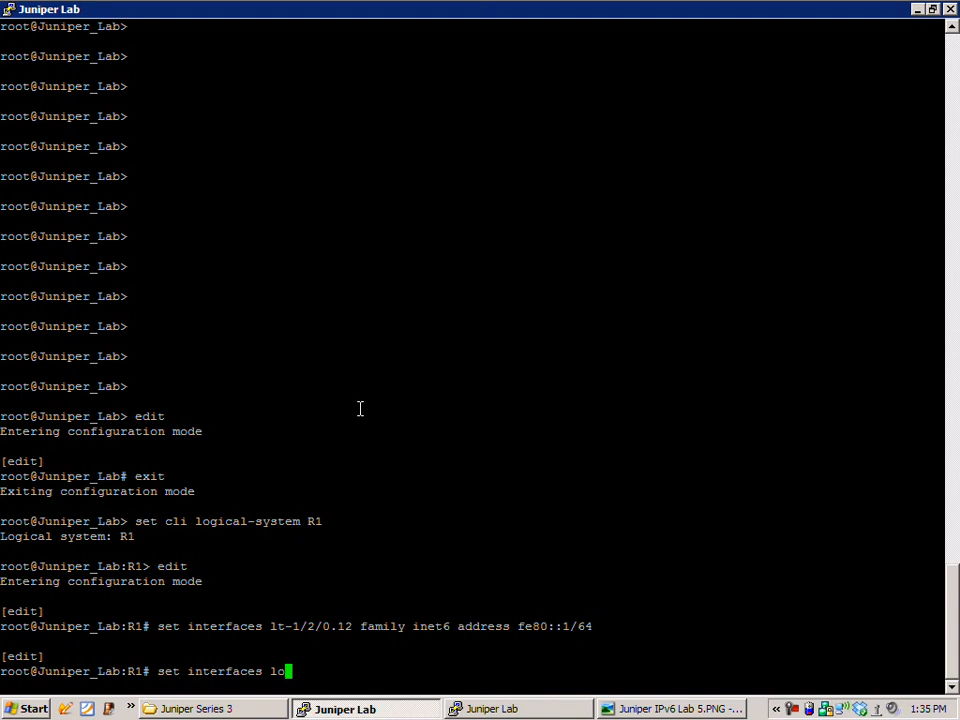 Juniper Lab
root@Juniper_Lab>
root@Juniper_Lab>
root@Juniper_Lab>
root@Juniper_Lab>
root@Juniper_Lab>
root@Juniper_Lab>
root@Juniper_Lab>
root@Juniper_Lab>
root@Juniper_Lab>
root@Juniper_Lab>
root@Juniper_Lab>
root@Juniper_Lab>
root@Juniper_Lab>
root@Juniper_Lab> edit
Entering configuration mode
[edit]
root@Juniper_Lab# exit
Exiting configuration mode
root@Juniper_Lab> set cli logical-system R1
Logical system: R1
root@Juniper_Lab:R1> edit
Entering configuration mode
[edit]
root@Juniper_Lab:R1# set interfaces lt-1/2/0.12 family inet6 address fe80::1/64
[edit]
root@Juniper_Lab:R1# set interfaces lo
Start » Juniper Series 3 Juniper Lab Juniper Lab Juniper IPv6 Lab 5.PNG -... « 1:35 PM